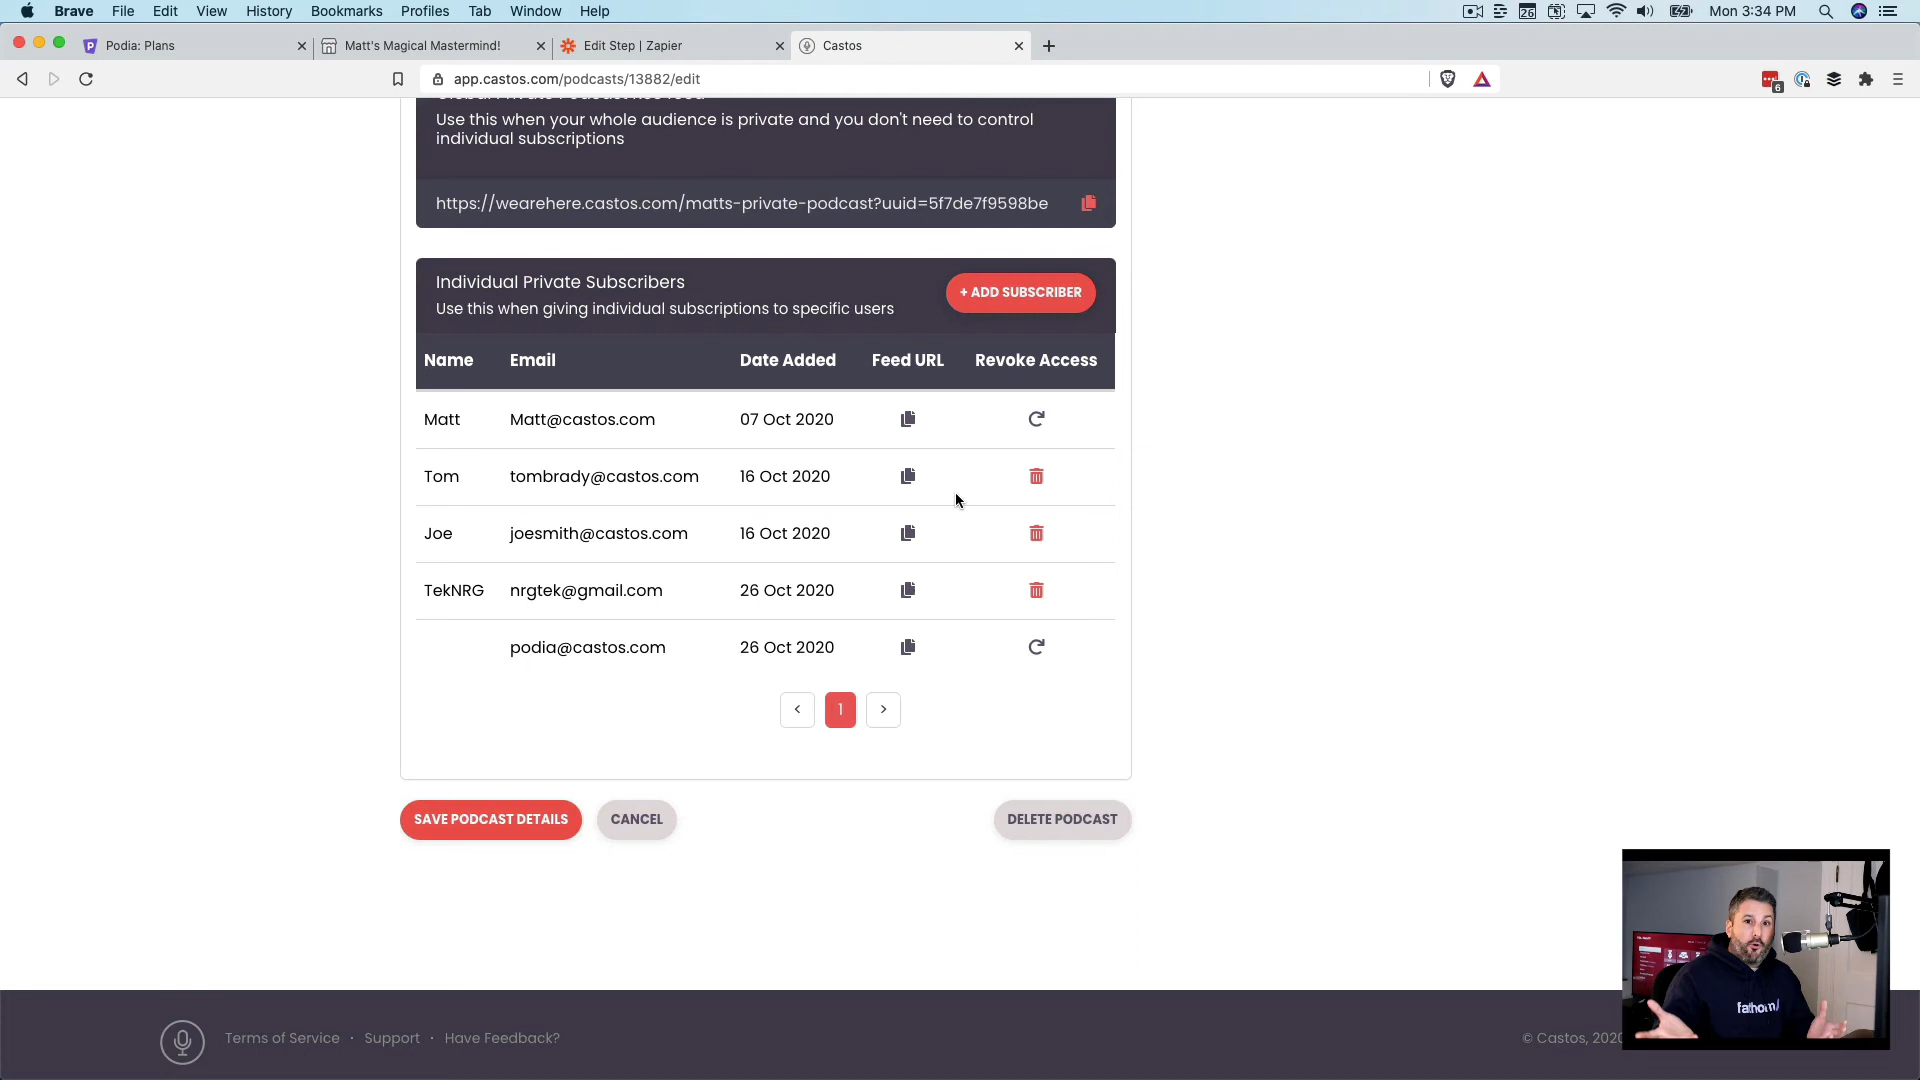 Brave File Edit View History Bookmarks Profiles Tab Window Help
26
Mon 3:34 PM
Podia: Plans
Matt's Magical Mastermind!
Edit Step | Zapier
Castos
app.castos.com/podcasts/13882/edit
6
Use this when your whole audience is private and you don't need to control
individual subscriptions
https://wearehere.castos.com/matts-private-podcast?uuid=5f7de7f9598be
Individual Private Subscribers
Use this when giving individual subscriptions to specific users
+ ADD SUBSCRIBER
Name Email Date Added Feed URL Revoke Access
Matt Matt@castos.com 07 Oct 2020
Tom tombrady@castos.com 16 Oct 2020
Joe joesmith@castos.com 16 Oct 2020
TekNRG nrgtek@gmail.com 26 Oct 2020
podia@castos.com 26 Oct 2020
< 1 >
SAVE PODCAST DETAILS CANCEL DELETE PODCAST
fathom
Terms of Service · Support · Have Feedback?
© Castos, 2020